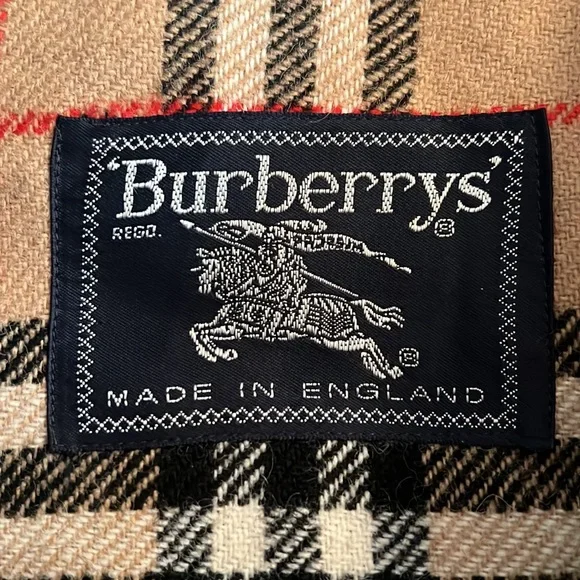 'Burberrys'
REGD. ®
®
MADE IN ENGLAND